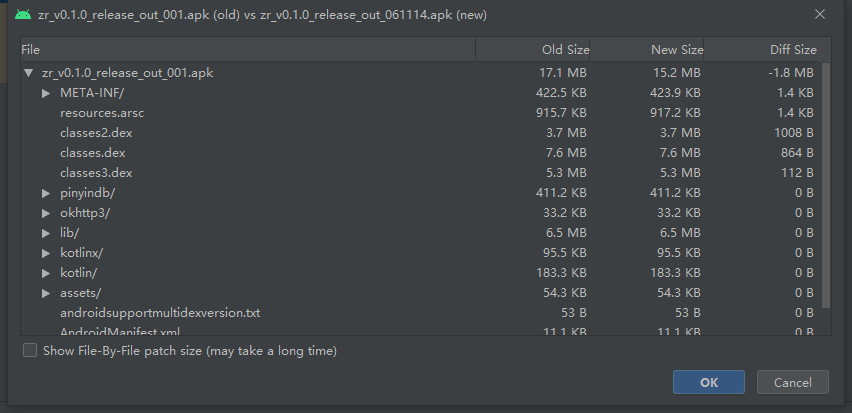 zr_v0.1.0_release_out_001.apk (old) vs zr_v0.1.0_release_out_061114.apk (new)
File Old Size New Size Diff Size
zr_v0.1.0_release_out_001.apk 17.1 MB 15.2 MB -1.8 MB
META-INF/ 422.5 KB 423.9 KB 1.4 KB
resources.arsc 915.7 KB 917.2 KB 1.4 KB
classes2.dex 3.7 MB 3.7 MB 1008 B
classes.dex 7.6 MB 7.6 MB 864 B
classes3.dex 5.3 MB 5.3 MB 112 B
pinyindb/ 411.2 KB 411.2 KB 0 B
okhttp3/ 33.2 KB 33.2 KB 0 B
lib/ 6.5 MB 6.5 MB 0 B
kotlinx/ 95.5 KB 95.5 KB 0 B
kotlin/ 183.3 KB 183.3 KB 0 B
assets/ 54.3 KB 54.3 KB 0 B
androidsupportmultidexversion.txt 53 B 53 B 0 B
AndroidManifest.xml 11.1 KB 11.1 KB 0 B
Show File-By-File patch size (may take a long time)
OK Cancel